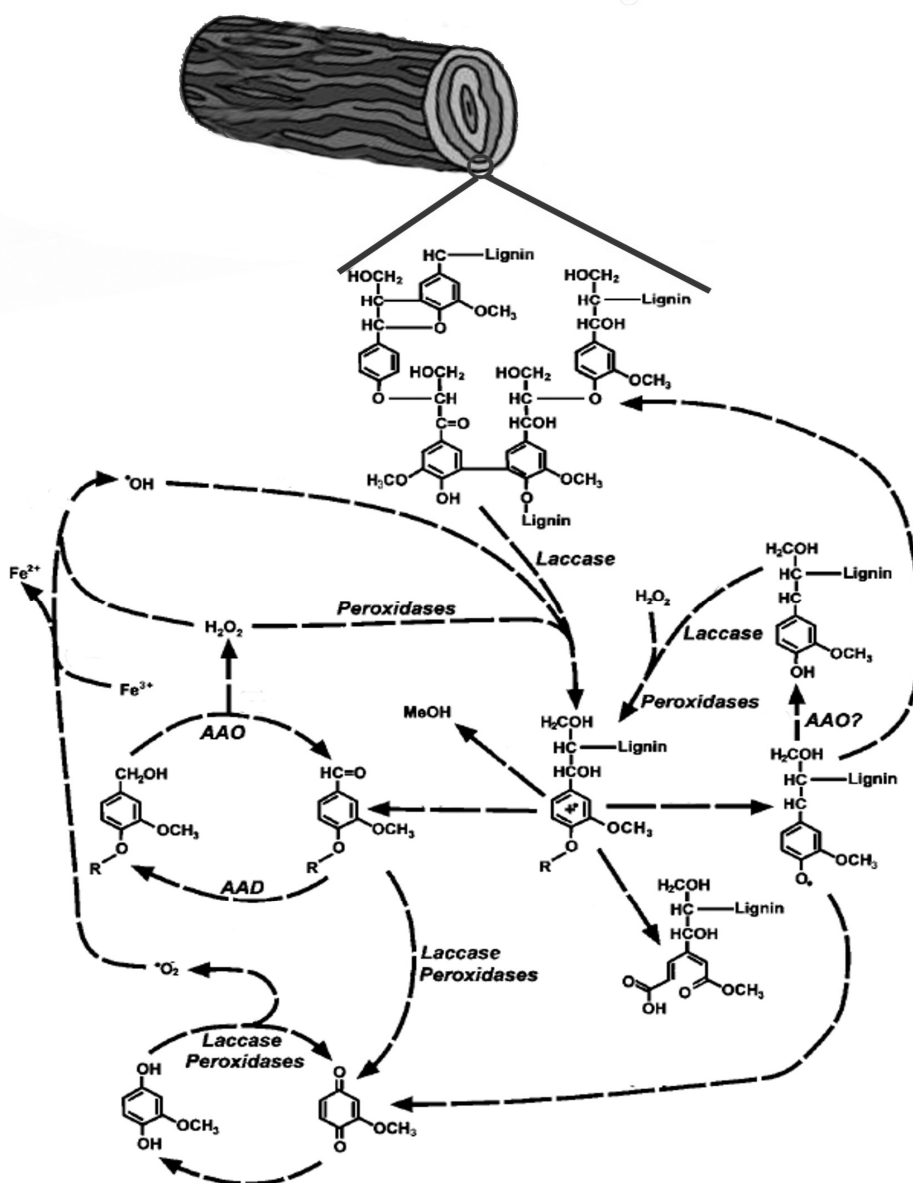 HC—Lignin
HOCH₂
HC
HC
O
OCH₃
HOCH₂
HC—Lignin
HCOH
OCH₃
HOCH₂
O—CH
C=O
H₃CO
OH
HOCH₂
HC—O
HCOH
OCH₃
O
Lignin
•OH
Laccase
Fe²⁺
H₂O₂
Peroxidases
Fe³⁺
H₂O₂
Laccase
Peroxidases
H₂COH
HC—Lignin
HC
OCH₃
OH
AAO?
MeOH
AAO
CH₂OH
OCH₃
O
R
HC=O
OCH₃
O
R
AAD
H₂COH
HC—Lignin
HCOH
+•
OCH₃
O
R
H₂COH
HC—Lignin
HC
OCH₃
O•
H₂COH
HC—Lignin
HCOH
O
OH
O
OCH₃
Laccase
Peroxidases
•O₂⁻
Laccase
Peroxidases
OH
OCH₃
OH
O
OCH₃
O